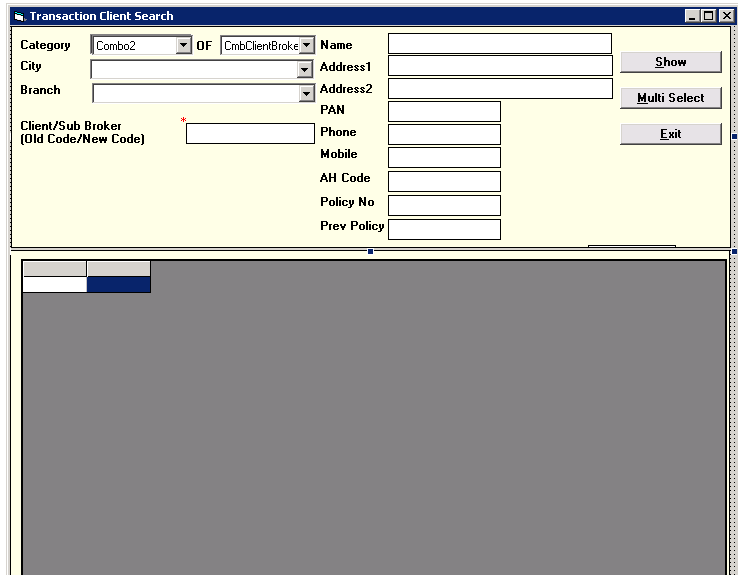 Transaction Client Search
Category Combo2 OF CmbClientBroke Name
City Address1
Branch Address2
PAN
Client/Sub Broker * Phone
(Old Code/New Code)
Mobile
AH Code
Policy No
Prev Policy
Show
Multi Select
Exit